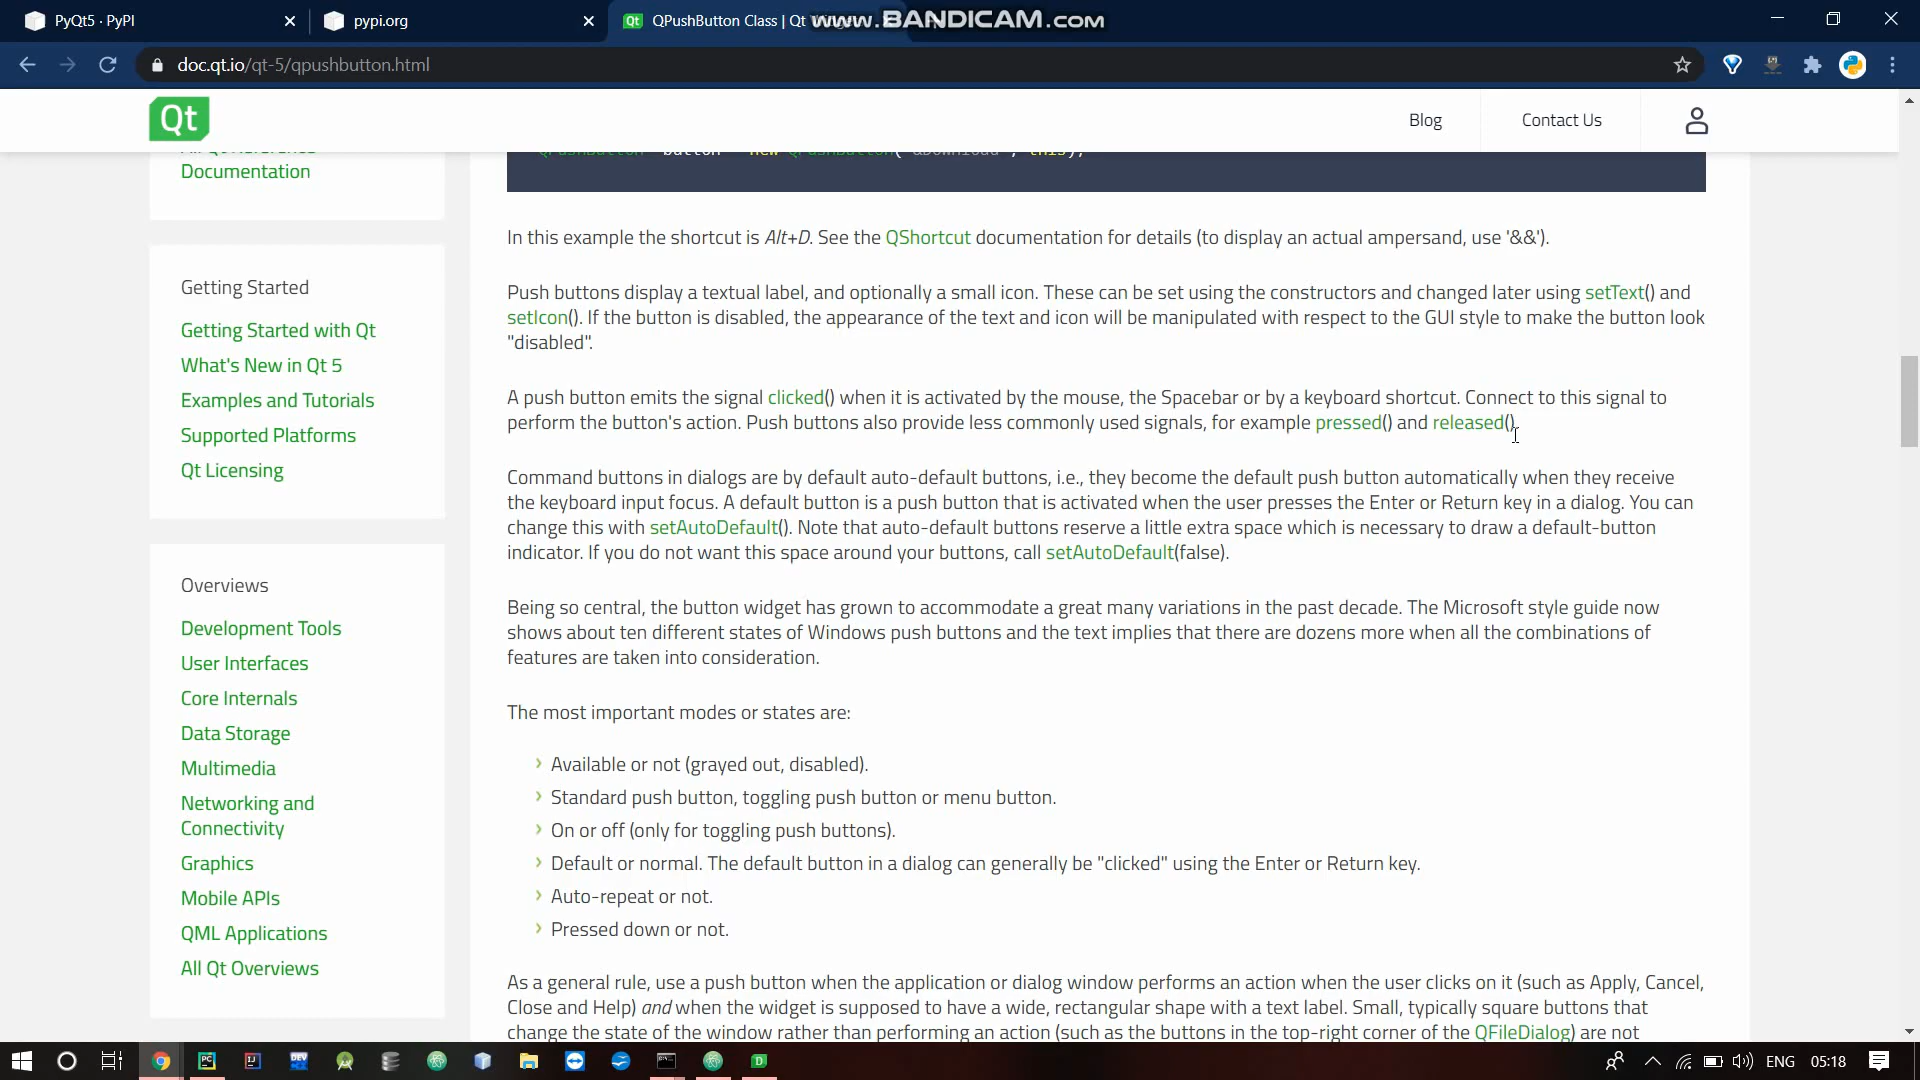 PyQt5 · PyPI
pypi.org
QPushButton Class | Qt
www.BANDICAM.com
doc.qt.io/qt-5/qpushbutton.html
Qt
Blog
Contact Us
Documentation
button
In this example the shortcut is Alt+D. See the QShortcut documentation for details (to display an actual ampersand, use '&&').
Push buttons display a textual label, and optionally a small icon. These can be set using the constructors and changed later using setText() and
setIcon(). If the button is disabled, the appearance of the text and icon will be manipulated with respect to the GUI style to make the button look
"disabled".
A push button emits the signal clicked() when it is activated by the mouse, the Spacebar or by a keyboard shortcut. Connect to this signal to
perform the button's action. Push buttons also provide less commonly used signals, for example pressed() and released().
Command buttons in dialogs are by default auto-default buttons, i.e., they become the default push button automatically when they receive
the keyboard input focus. A default button is a push button that is activated when the user presses the Enter or Return key in a dialog. You can
change this with setAutoDefault(). Note that auto-default buttons reserve a little extra space which is necessary to draw a default-button
indicator. If you do not want this space around your buttons, call setAutoDefault(false).
Being so central, the button widget has grown to accommodate a great many variations in the past decade. The Microsoft style guide now
shows about ten different states of Windows push buttons and the text implies that there are dozens more when all the combinations of
features are taken into consideration.
The most important modes or states are:
Available or not (grayed out, disabled).
Standard push button, toggling push button or menu button.
On or off (only for toggling push buttons).
Default or normal. The default button in a dialog can generally be "clicked" using the Enter or Return key.
Auto-repeat or not.
Pressed down or not.
As a general rule, use a push button when the application or dialog window performs an action when the user clicks on it (such as Apply, Cancel,
Close and Help) and when the widget is supposed to have a wide, rectangular shape with a text label. Small, typically square buttons that
change the state of the window rather than performing an action (such as the buttons in the top-right corner of the QFileDialog) are not
Getting Started
Getting Started with Qt
What's New in Qt 5
Examples and Tutorials
Supported Platforms
Qt Licensing
Overviews
Development Tools
User Interfaces
Core Internals
Data Storage
Multimedia
Networking and
Connectivity
Graphics
Mobile APIs
QML Applications
All Qt Overviews
ENG
05:18